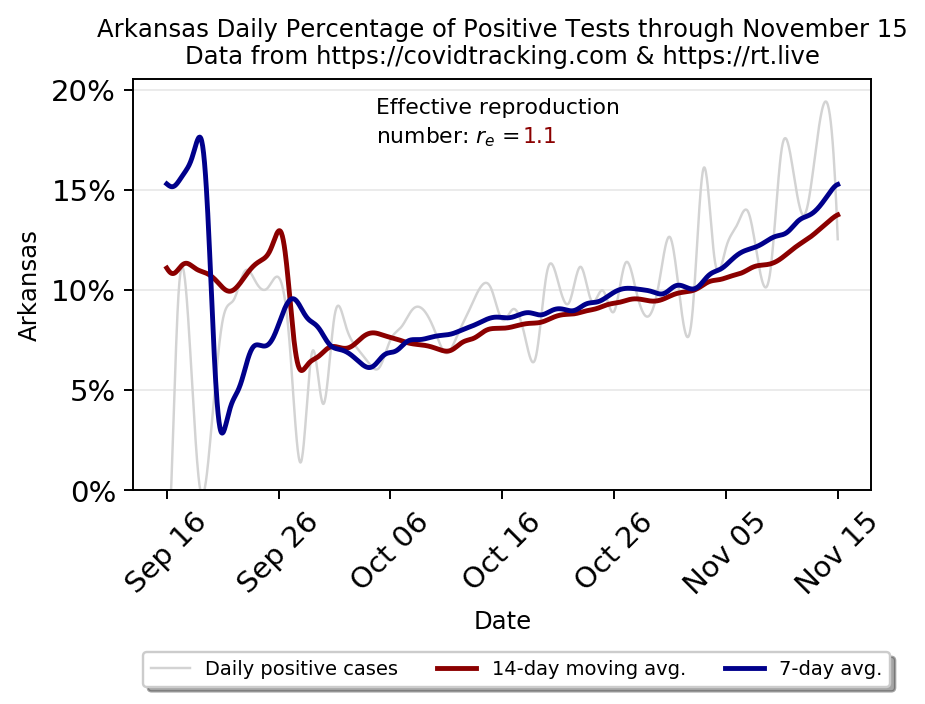 Arkansas Daily Percentage of Positive Tests through November 15
Data from https://covidtracking.com & https://rt.live
Effective reproduction
number: rₑ =1.1
20%
15%
10%
5%
0%
Arkansas
Sep 16
Sep 26
Oct 06
Oct 16
Oct 26
Nov 05
Nov 15
Date
Daily positive cases
14-day moving avg.
7-day avg.